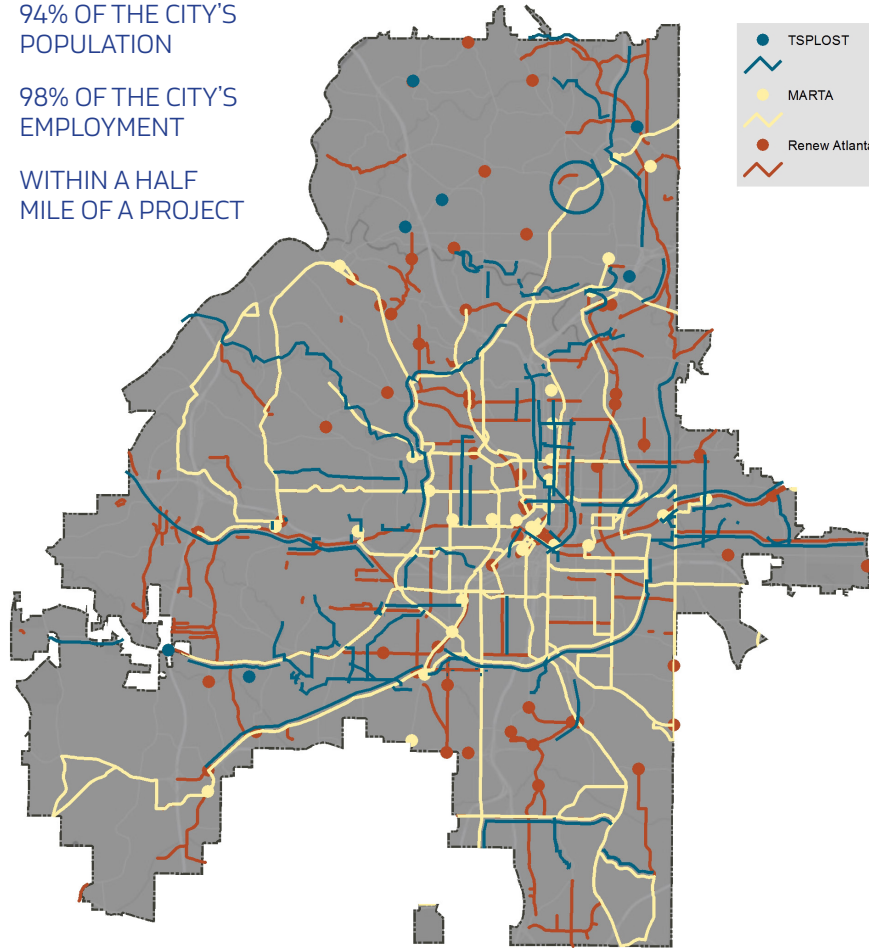 94% OF THE CITY'S
POPULATION
98% OF THE CITY'S
EMPLOYMENT
WITHIN A HALF
MILE OF A PROJECT
TSPLOST
MARTA
Renew Atlanta